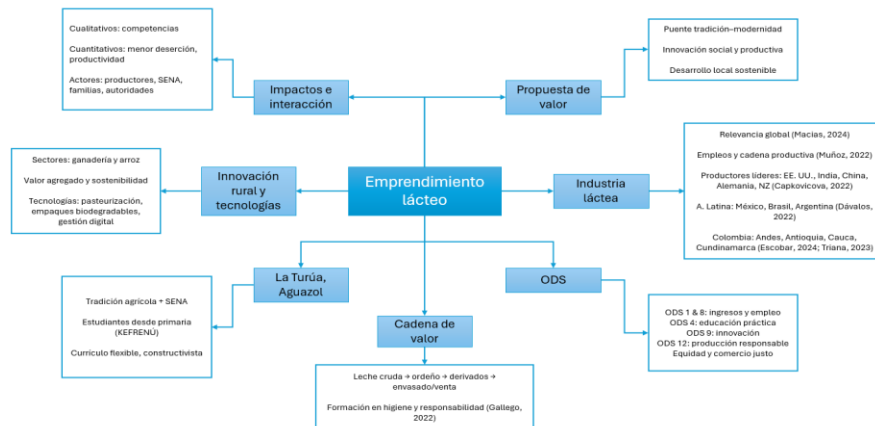 Cualitativos: competencias
Cuantitativos: menor deserción,
productividad
Actores: productores, SENA,
familias, autoridades
Impactos e
interacción
Propuesta de
valor
Puente tradición–modernidad
Innovación social y productiva
Desarrollo local sostenible
Sectores: ganadería y arroz
Valor agregado y sostenibilidad
Tecnologías: pasteurización,
empaques biodegradables,
gestión digital
Innovación
rural y
tecnologías
Emprendimiento
lácteo
Industria
láctea
Relevancia global (Macias, 2024)
Empleos y cadena productiva (Muñoz, 2022)
Productores líderes: EE. UU., India, China,
Alemania, NZ (Capkovicova, 2022)
A. Latina: México, Brasil, Argentina (Dávalos,
2022)
Colombia: Andes, Antioquia, Cauca,
Cundinamarca (Escobar, 2024; Triana, 2023)
La Turúa,
Aguazol
ODS
Tradición agrícola + SENA
Estudiantes desde primaria
(KEFRENÚ)
Currículo flexible, constructivista
Cadena de
valor
ODS 1 & 8: ingresos y empleo
ODS 4: educación práctica
ODS 9: innovación
ODS 12: producción responsable
Equidad y comercio justo
Leche cruda → ordeño → derivados →
envasado/venta
Formación en higiene y responsabilidad (Gallego,
2022)